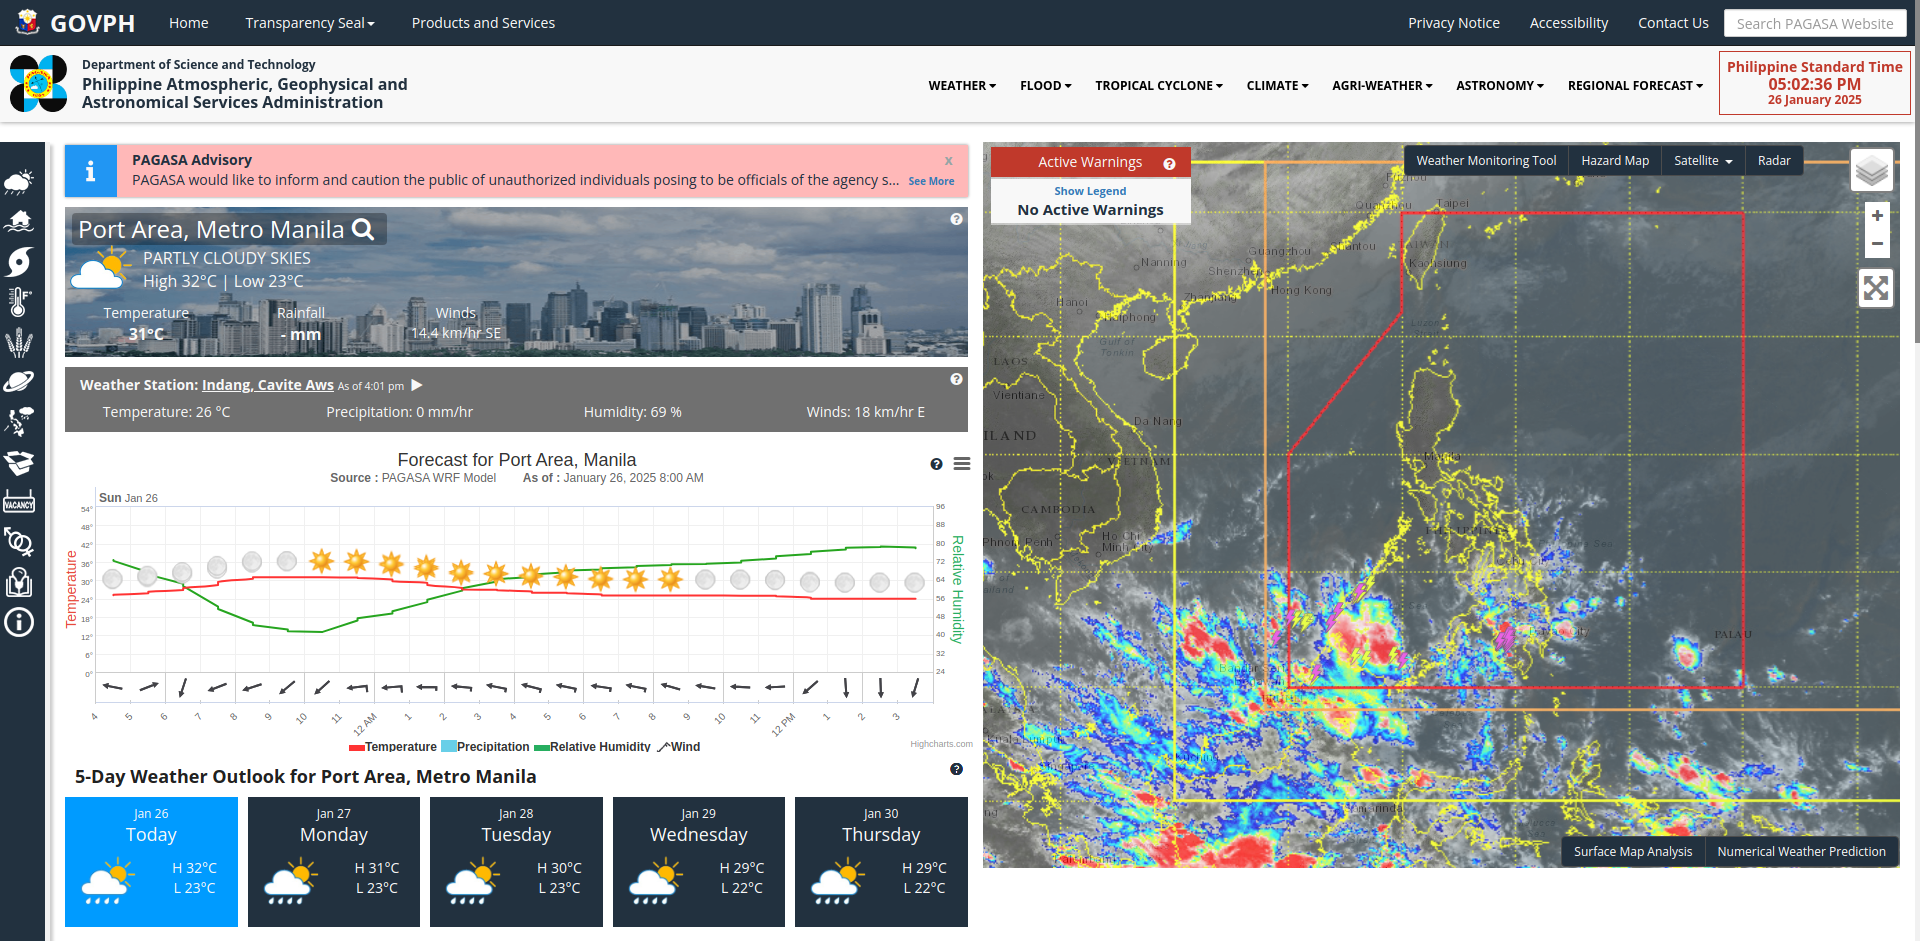 GOVPH
Home
Transparency Seal
Products and Services
Privacy Notice
Accessibility
Contact Us
Search PAGASA Website
Department of Science and Technology
Philippine Atmospheric, Geophysical and
Astronomical Services Administration
WEATHER
FLOOD
TROPICAL CYCLONE
CLIMATE
AGRI-WEATHER
ASTRONOMY
REGIONAL FORECAST
Philippine Standard Time
05:02:36 PM
26 January 2025
PAGASA Advisory
x
PAGASA would like to inform and caution the public of unauthorized individuals posing to be officials of the agency s... See More
Port Area, Metro Manila
PARTLY CLOUDY SKIES
High 32°C | Low 23°C
Temperature
31°C
Rainfall
- mm
Winds
14.4 km/hr SE
Weather Station: Indang, Cavite Aws As of 4:01 pm
Temperature: 26 °C
Precipitation: 0 mm/hr
Humidity: 69 %
Winds: 18 km/hr E
Forecast for Port Area, Manila
Source : PAGASA WRF Model As of : January 26, 2025 8:00 AM
Sun Jan 26
Temperature
54°
48°
42°
36°
30°
24°
18°
12°
6°
0°
96
88
80
72
64
56
48
40
32
24
Relative Humidity
4 5 6 7 8 9 10 11 12 AM 1 2 3 4 5 6 7 8 9 10 11 12 PM 1 2 3
Temperature Precipitation Relative Humidity Wind
Highcharts.com
5-Day Weather Outlook for Port Area, Metro Manila
Jan 26
Today
H 32°C
L 23°C
Jan 27
Monday
H 31°C
L 23°C
Jan 28
Tuesday
H 30°C
L 23°C
Jan 29
Wednesday
H 29°C
L 22°C
Jan 30
Thursday
H 29°C
L 22°C
VACANCY
Active Warnings
Show Legend
No Active Warnings
Weather Monitoring Tool
Hazard Map
Satellite
Radar
+
−
Taipei
Guangzhou
Shantou
Nanning
Shenzhen
Kaohsiung
Hong Kong
Hanoi
Zhanjiang
Haiphong
Gulf of
Tonkin
LAOS
Vientiane
Da Nang
ILAND
VIETNAM
Manila
CAMBODIA
Phnom Penh
Ho Chi
Minh City
Davao City
PALAU
Kuala Lumpur
Kuching
Samarinda
Surface Map Analysis
Numerical Weather Prediction